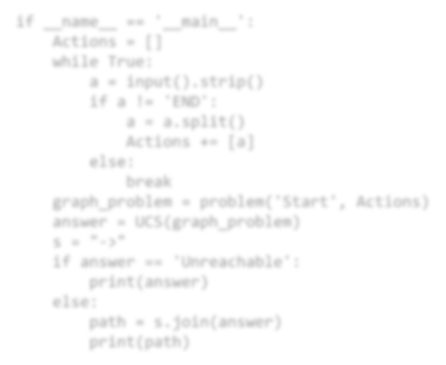 if __name__ == '__main__':
    Actions = []
    while True:
        a = input().strip()
        if a != 'END':
            a = a.split()
            Actions += [a]
        else:
            break
    graph_problem = problem('Start', Actions)
    answer = UCS(graph_problem)
    s = "->"
    if answer == 'Unreachable':
        print(answer)
    else:
        path = s.join(answer)
        print(path)